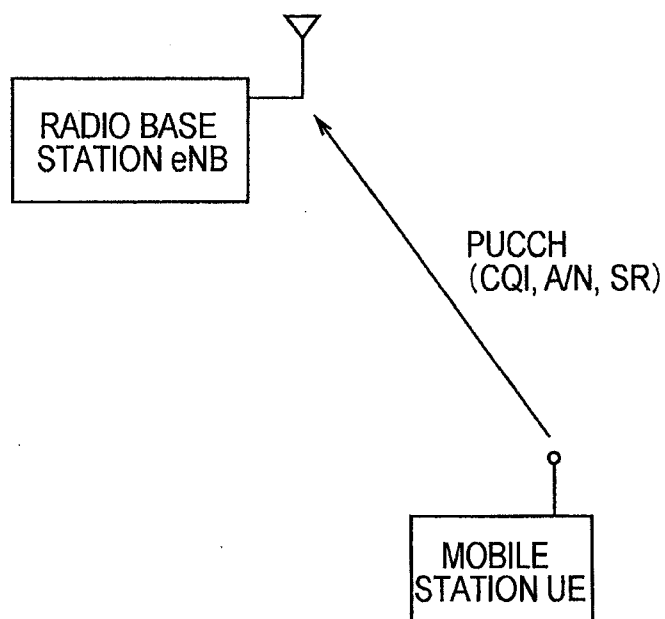 RADIO BASE
STATION eNB
PUCCH
(CQI, A/N, SR)
MOBILE
STATION UE